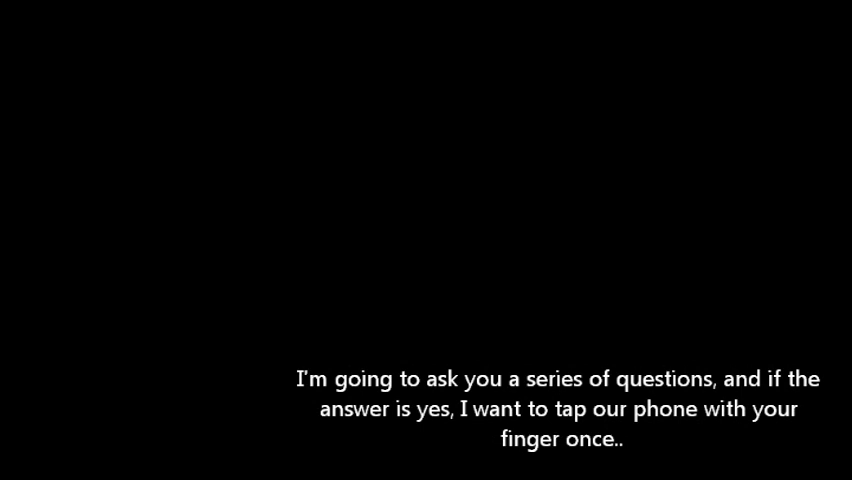 I'm going to ask you a series of questions, and if the
answer is yes, I want to tap our phone with your
finger once..